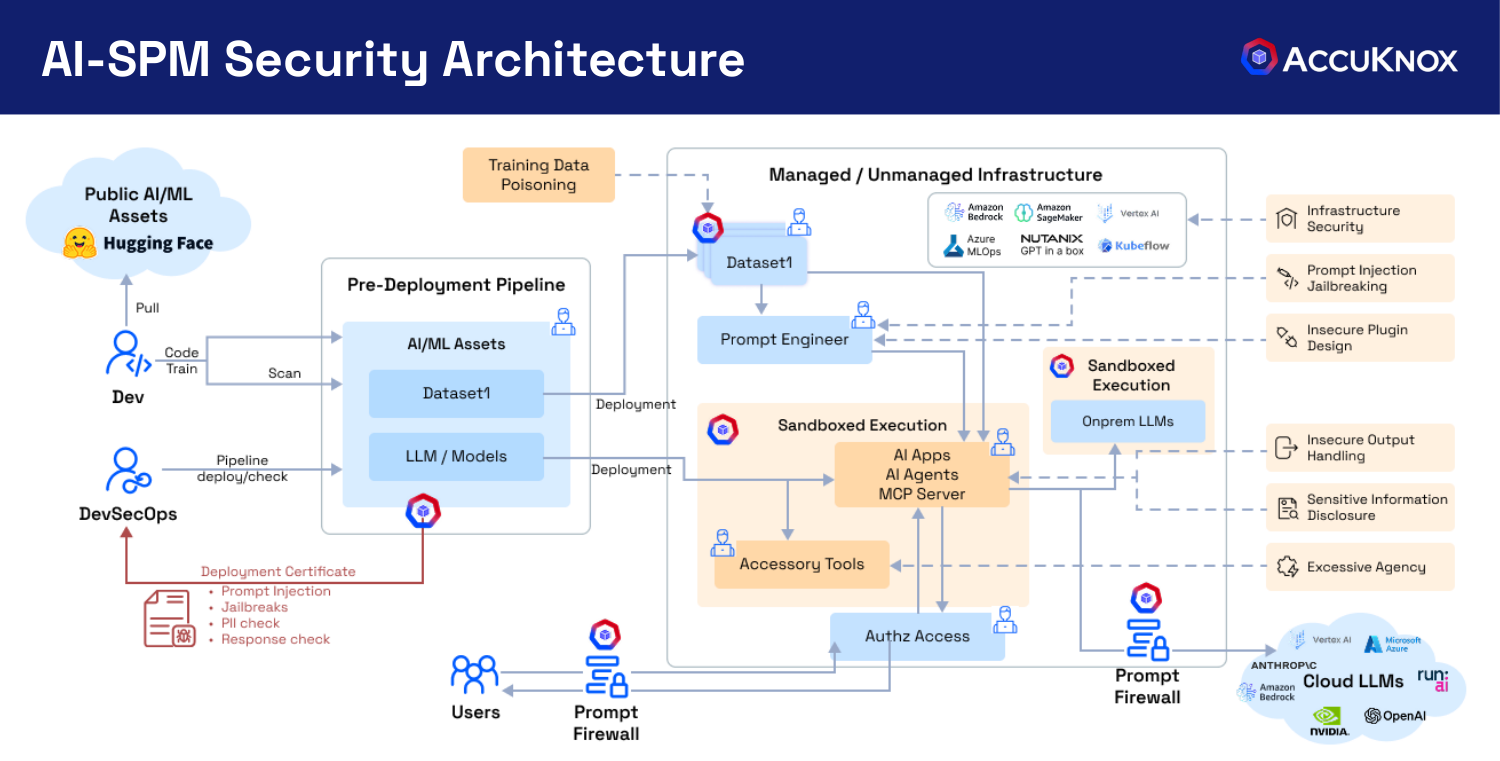 AI-SPM Security Architecture
ACCUKNOX
Public AI/ML
Assets
Hugging Face
Pull
Dev
Code
Train
Scan
DevSecOps
Pipeline
deploy/check
Pre-Deployment Pipeline
AI/ML Assets
Dataset1
LLM / Models
Deployment Certificate
• Prompt Injection
• Jailbreaks
• PII check
• Response check
Deployment
Deployment
Training Data
Poisoning
Managed / Unmanaged Infrastructure
Amazon
Bedrock
Amazon
SageMaker
Vertex AI
Azure
MLOps
NUTANIX
GPT in a box
Kubeflow
Dataset1
Prompt Engineer
Sandboxed Execution
AI Apps
AI Agents
MCP Server
Accessory Tools
Sandboxed
Execution
Onprem LLMs
Authz Access
Users
Prompt
Firewall
Prompt
Firewall
Infrastructure
Security
Prompt Injection
Jailbreaking
Insecure Plugin
Design
Insecure Output
Handling
Sensitive Information
Disclosure
Excessive Agency
Vertex AI
Microsoft
Azure
ANTHROP\C
Cloud LLMs
run:
ai
Amazon
Bedrock
NVIDIA.
OpenAI